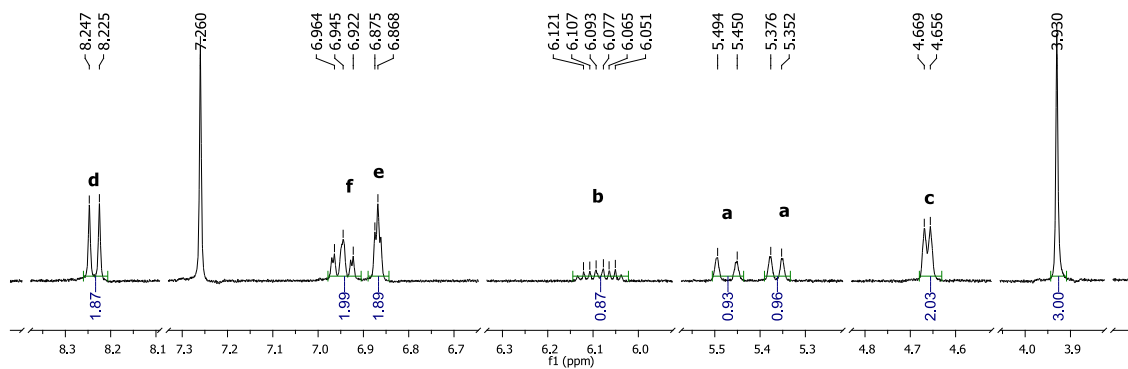 8.247 8.225 7.260 6.964 6.945 6.922 6.875 6.868 6.121 6.107 6.093 6.077 6.065 6.051 5.494 5.450 5.376 5.352 4.669 4.656 3.930
d f e b a a c
1.87 1.99 1.89 0.87 0.93 0.96 2.03 3.00
8.3 8.2 8.1 7.3 7.0 6.9 6.8 6.7 6.3 6.2 6.1 6.0 5.5 5.4 5.3 4.8 4.7 4.6 4.0 3.9
f1 (ppm)